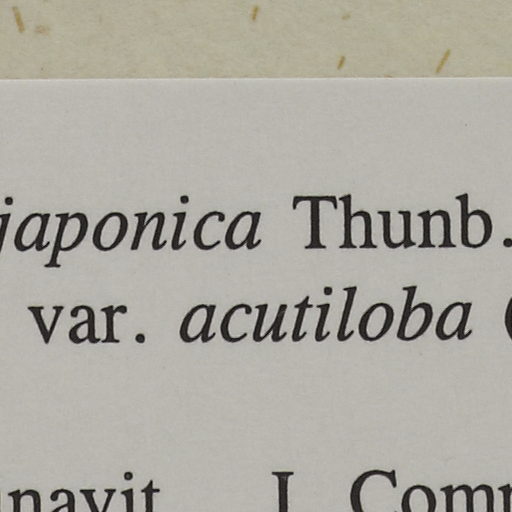 japonica Thunb.
var. acutiloba (